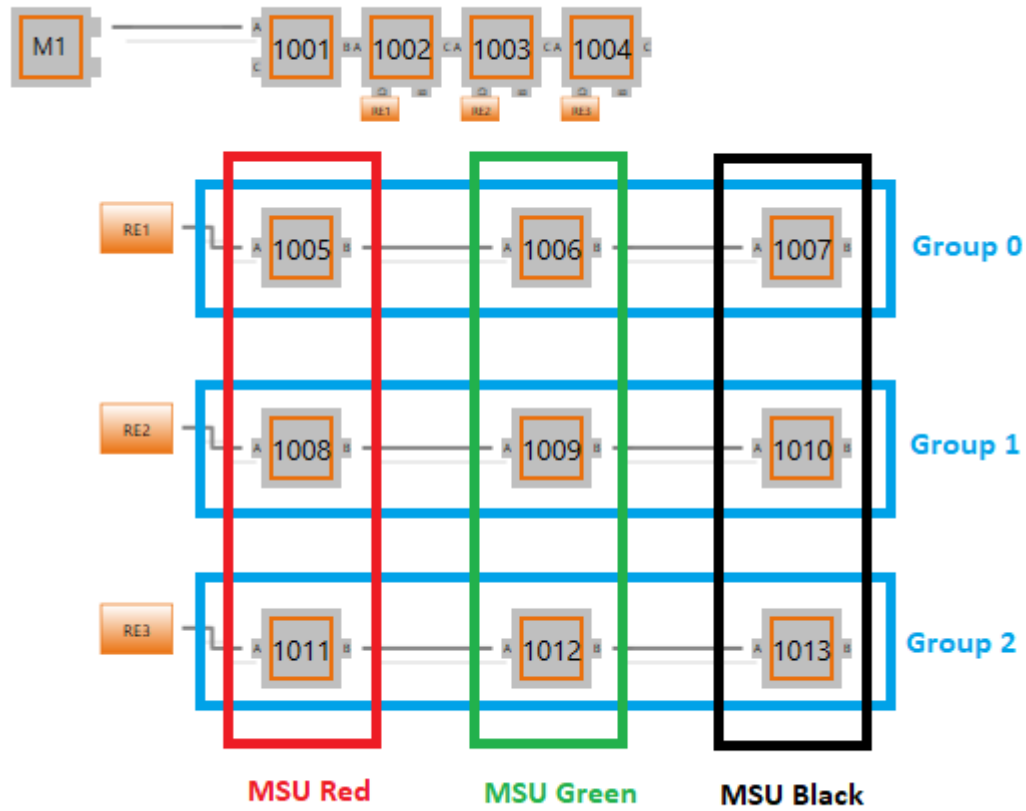 M1 A C 1001 B A 1002 C A 1003 C A 1004 C
D B D B D B
RE1 RE2 RE3
RE1 A 1005 B A 1006 B A 1007 B Group 0
RE2 A 1008 B A 1009 B A 1010 B Group 1
RE3 A 1011 B A 1012 B A 1013 B Group 2
MSU Red MSU Green MSU Black